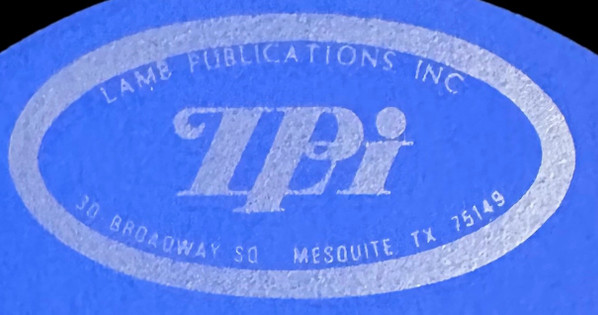 LAMB PUBLICATIONS INC
LPi
30 BROADWAY SQ MESQUITE, TX 75149